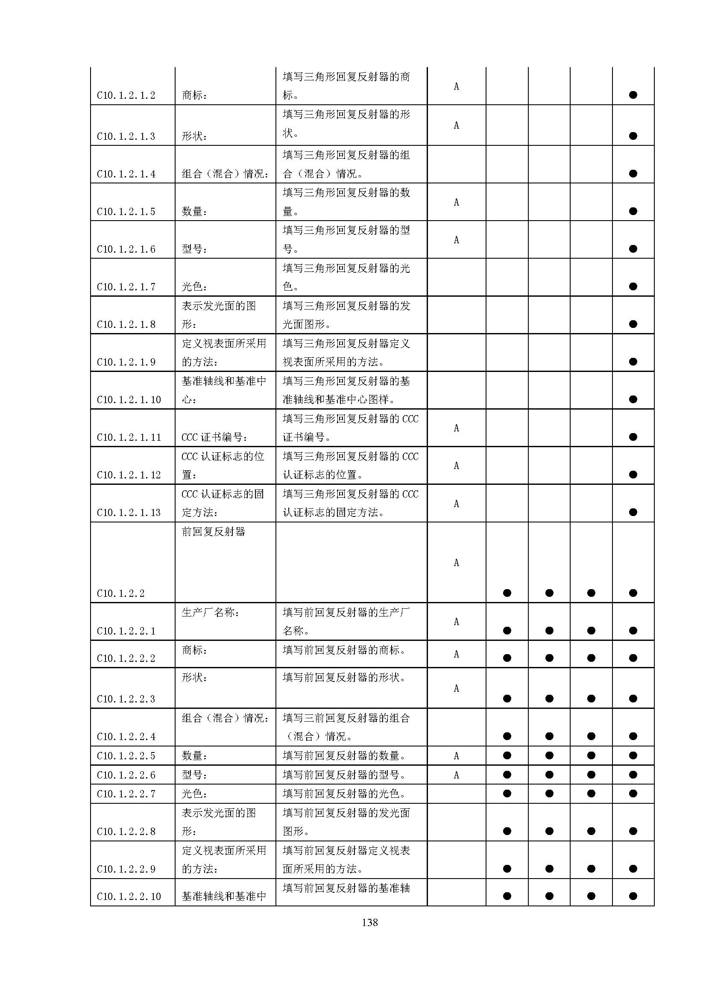 填写三角形回复反射器的商
C10.1.2.1.2 商标： 标。 A ●
填写三角形回复反射器的形
C10.1.2.1.3 形状： 状。 A ●
填写三角形回复反射器的组
C10.1.2.1.4 组合（混合）情况： 合（混合）情况。 ●
填写三角形回复反射器的数
C10.1.2.1.5 数量： 量。 A ●
填写三角形回复反射器的型
C10.1.2.1.6 型号： 号。 A ●
填写三角形回复反射器的光
C10.1.2.1.7 光色： 色。 ●
表示发光面的图 填写三角形回复反射器的发
C10.1.2.1.8 形： 光面图形。 ●
定义视表面所采用 填写三角形回复反射器定义
C10.1.2.1.9 的方法： 视表面所采用的方法。 ●
基准轴线和基准中 填写三角形回复反射器的基
C10.1.2.1.10 心： 准轴线和基准中心图样。 ●
填写三角形回复反射器的 CCC
C10.1.2.1.11 CCC 证书编号： 证书编号。 A ●
CCC 认证标志的位 填写三角形回复反射器的 CCC
C10.1.2.1.12 置： 认证标志的位置。 A ●
CCC 认证标志的固 填写三角形回复反射器的 CCC
C10.1.2.1.13 定方法： 认证标志的固定方法。 A ●
前回复反射器
C10.1.2.2 A ● ● ● ●
生产厂名称： 填写前回复反射器的生产厂
C10.1.2.2.1 名称。 A ● ● ● ●
C10.1.2.2.2 商标： 填写前回复反射器的商标。 A ● ● ● ●
C10.1.2.2.3 形状： 填写前回复反射器的形状。 A ● ● ● ●
组合（混合）情况： 填写三前回复反射器的组合
C10.1.2.2.4 （混合）情况。 ● ● ● ●
C10.1.2.2.5 数量： 填写前回复反射器的数量。 A ● ● ● ●
C10.1.2.2.6 型号： 填写前回复反射器的型号。 A ● ● ● ●
C10.1.2.2.7 光色： 填写前回复反射器的光色。 ● ● ● ●
表示发光面的图 填写前回复反射器的发光面
C10.1.2.2.8 形： 图形。 ● ● ● ●
定义视表面所采用 填写前回复反射器定义视表
C10.1.2.2.9 的方法： 面所采用的方法。 ● ● ● ●
C10.1.2.2.10 基准轴线和基准中 填写前回复反射器的基准轴 ● ● ● ●
138